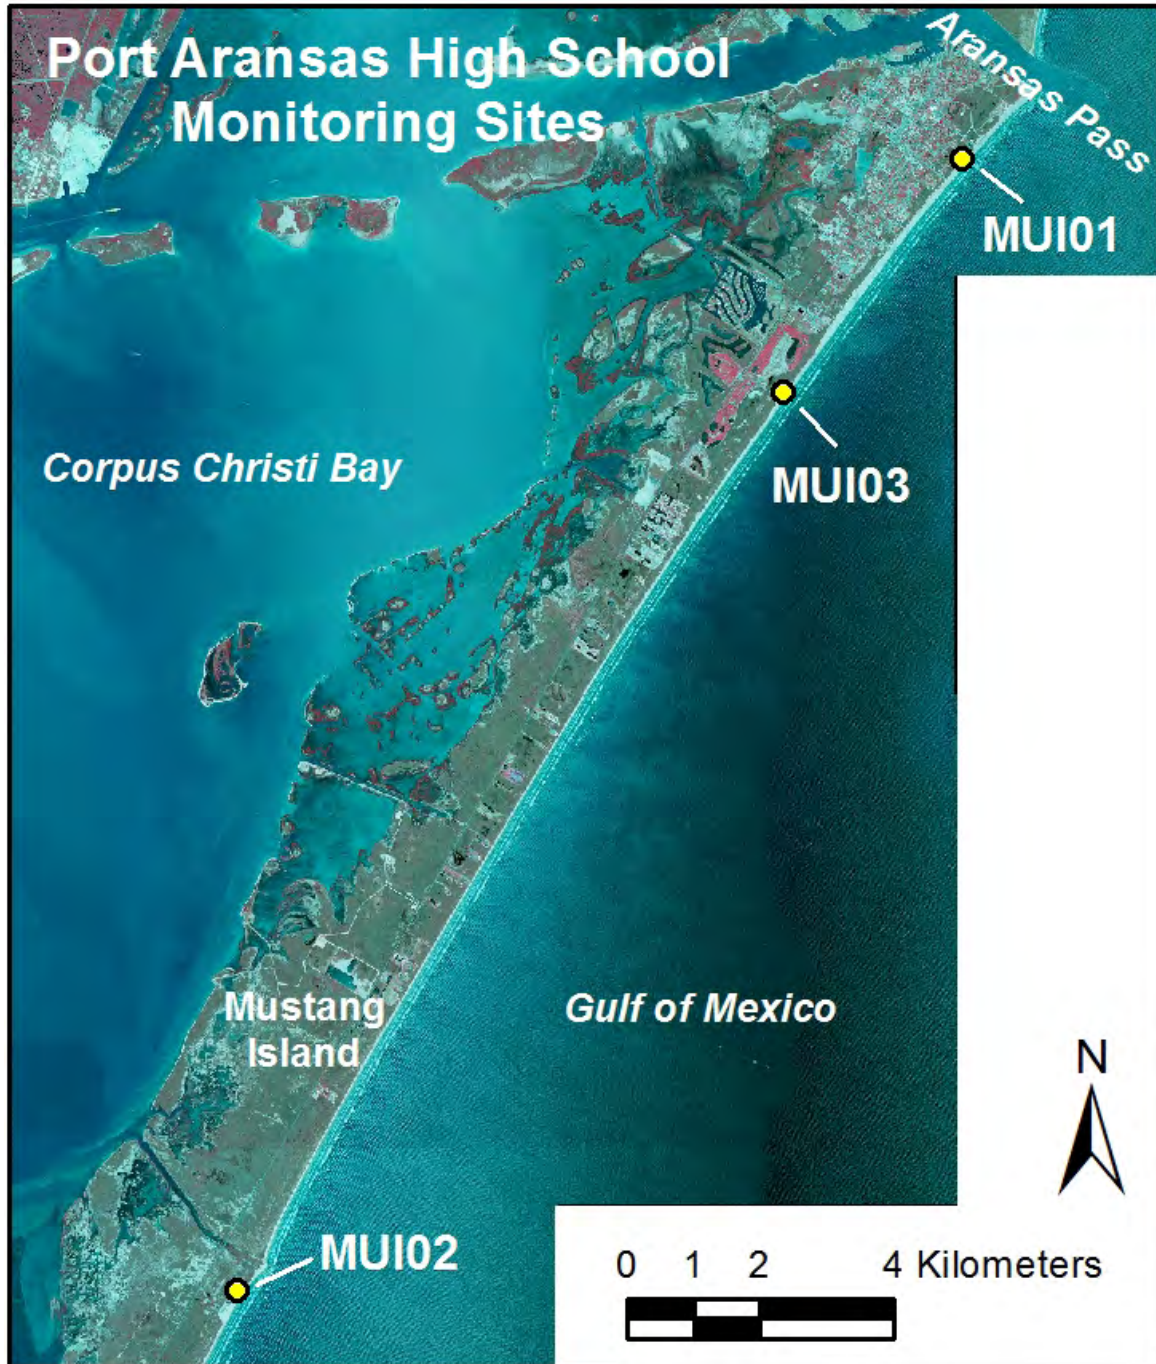 Port Aransas High School
Monitoring Sites
Aransas Pass
MUI01
MUI03
Corpus Christi Bay
Mustang
Island
Gulf of Mexico
N
MUI02
0 1 2 4 Kilometers